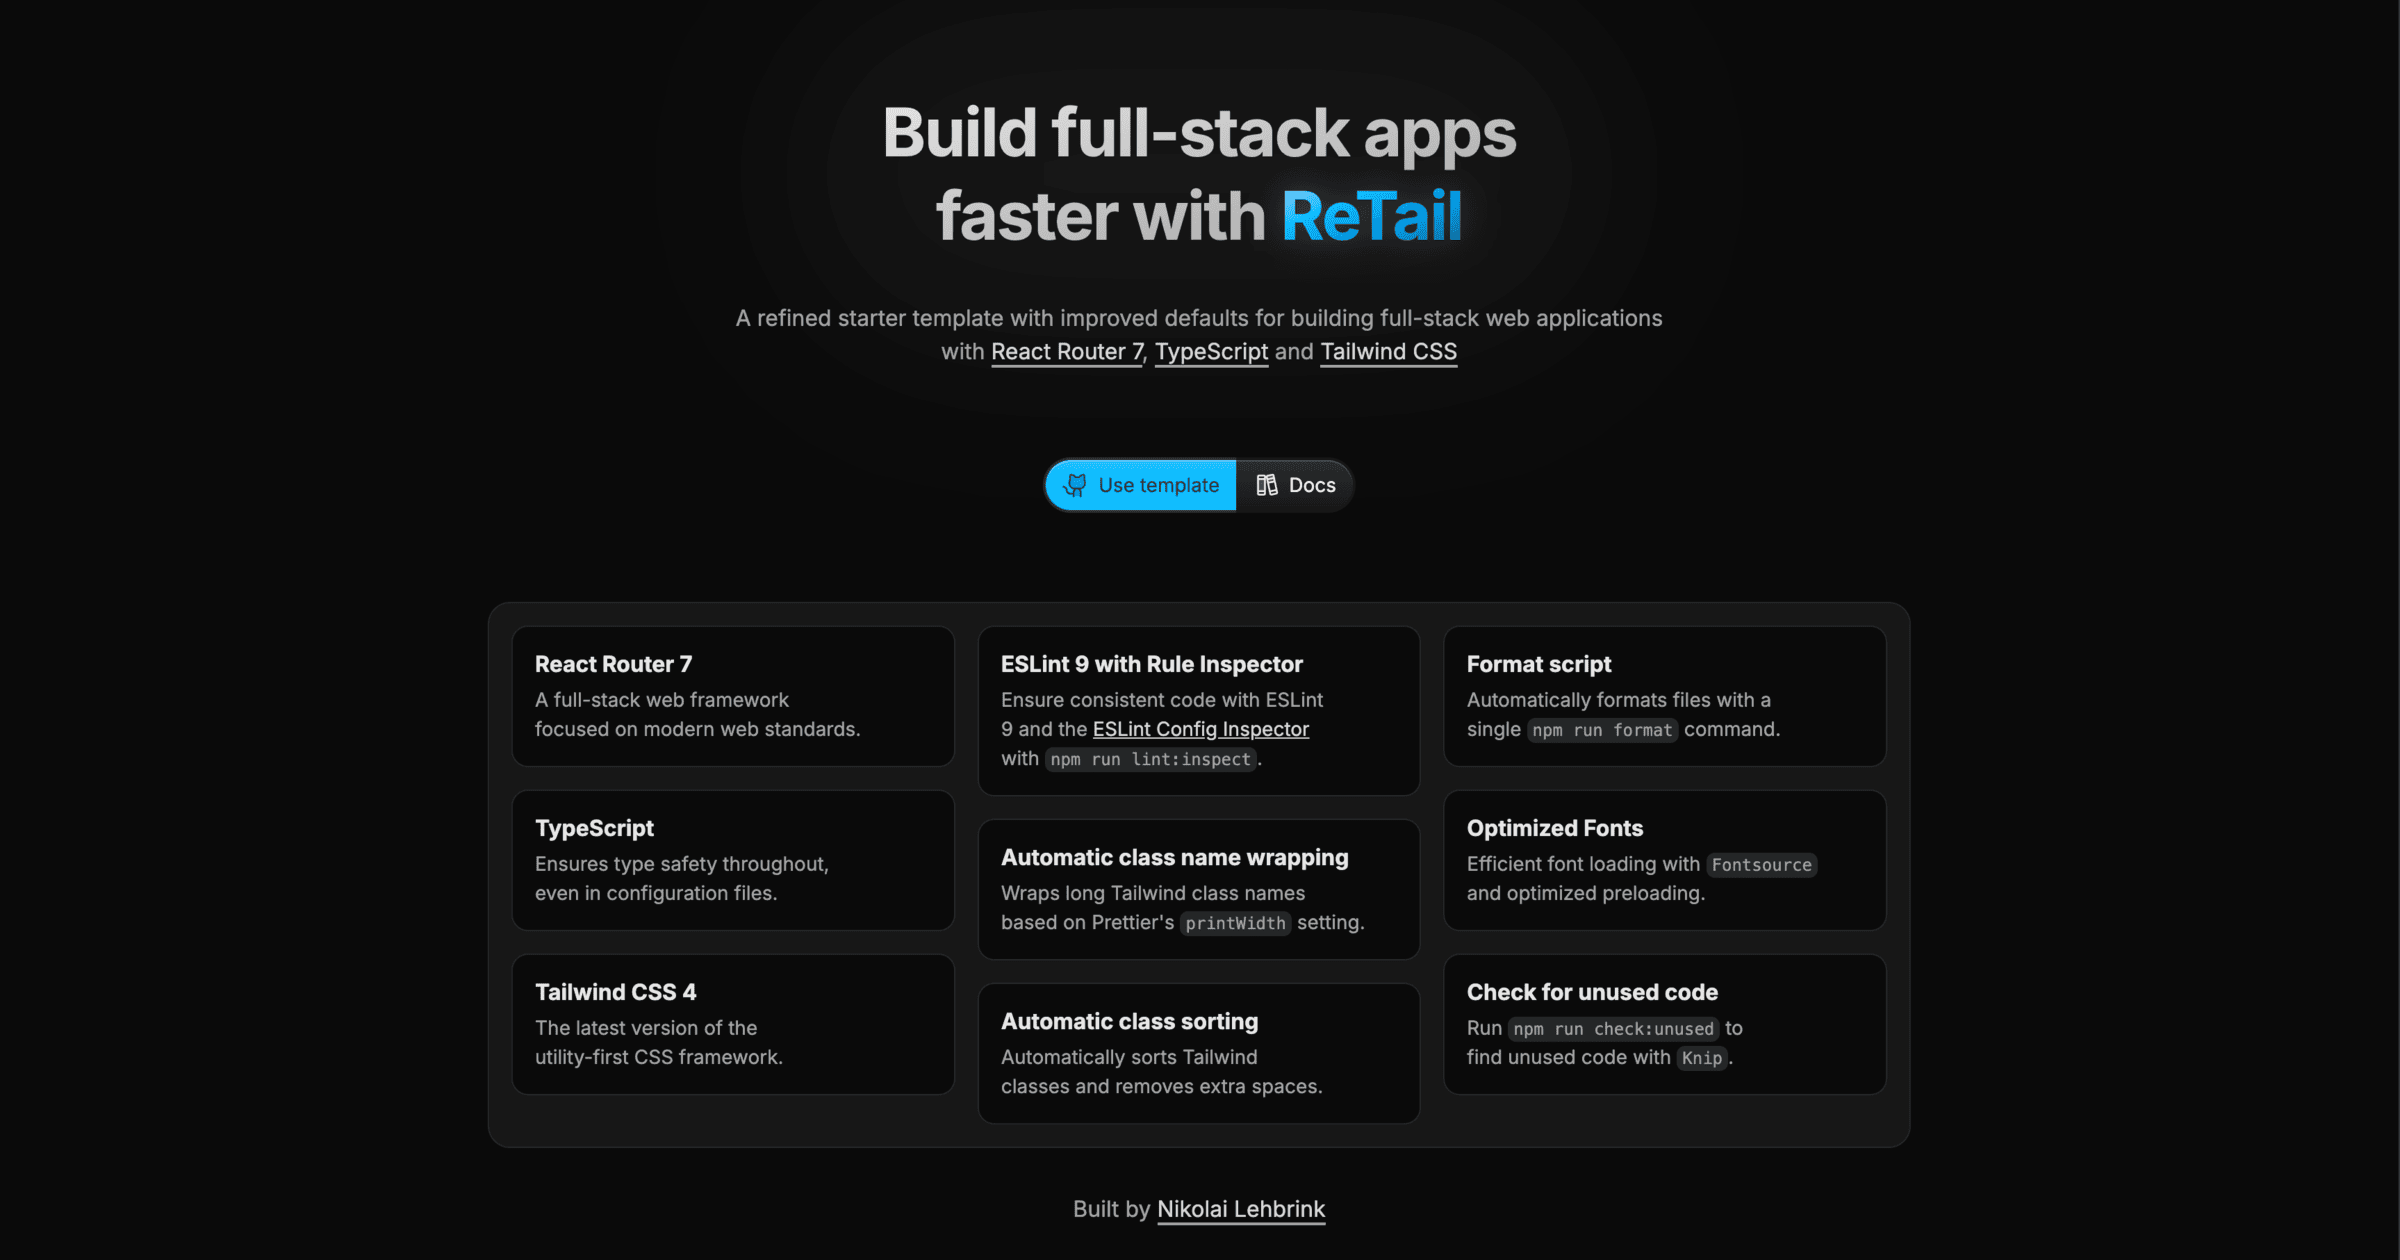 Build full-stack apps
faster with ReTail
A refined starter template with improved defaults for building full-stack web applications
with React Router 7, TypeScript and Tailwind CSS
Use template
Docs
React Router 7
A full-stack web framework
focused on modern web standards.
TypeScript
Ensures type safety throughout,
even in configuration files.
Tailwind CSS 4
The latest version of the
utility-first CSS framework.
ESLint 9 with Rule Inspector
Ensure consistent code with ESLint
9 and the ESLint Config Inspector
with npm run lint:inspect.
Automatic class name wrapping
Wraps long Tailwind class names
based on Prettier's printWidth setting.
Automatic class sorting
Automatically sorts Tailwind
classes and removes extra spaces.
Format script
Automatically formats files with a
single npm run format command.
Optimized Fonts
Efficient font loading with Fontsource
and optimized preloading.
Check for unused code
Run npm run check:unused to
find unused code with Knip.
Built by Nikolai Lehbrink